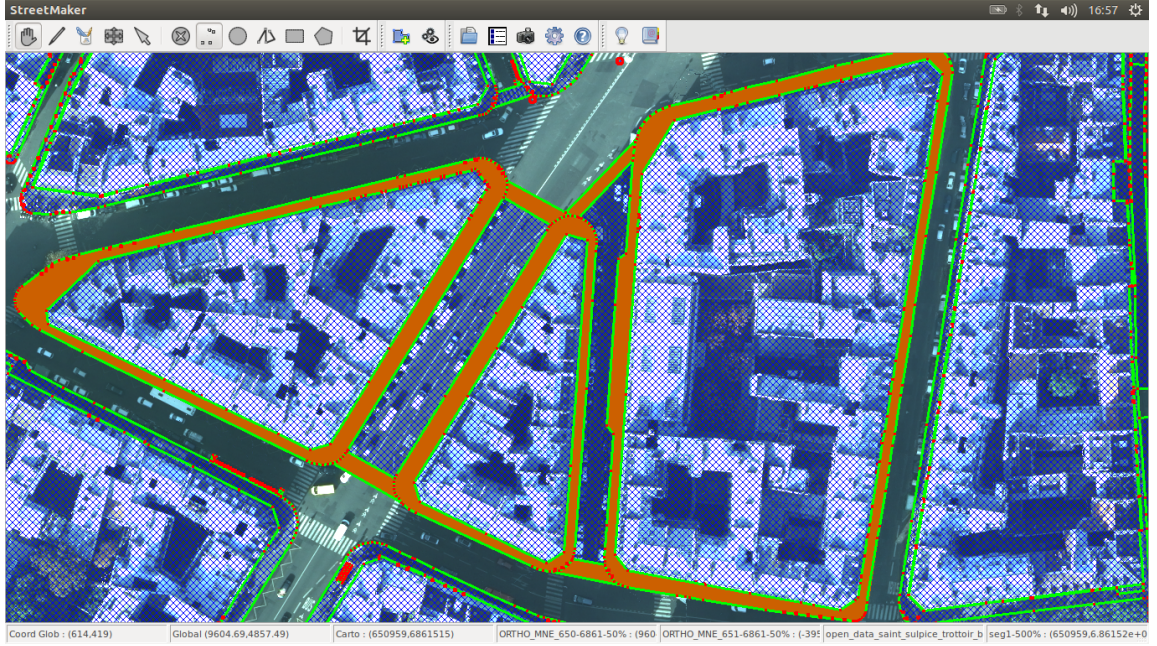 StreetMaker
16:57
Coord Glob : (614,419)
Global (9604.69,4857.49)
Carto : (650959,6861515)
ORTHO_MNE_650-6861-50% : (960
ORTHO_MNE_651-6861-50% : (-395
open_data_saint_sulpice_trottoir_b
seg1-500% : (650959,6.86152e+0